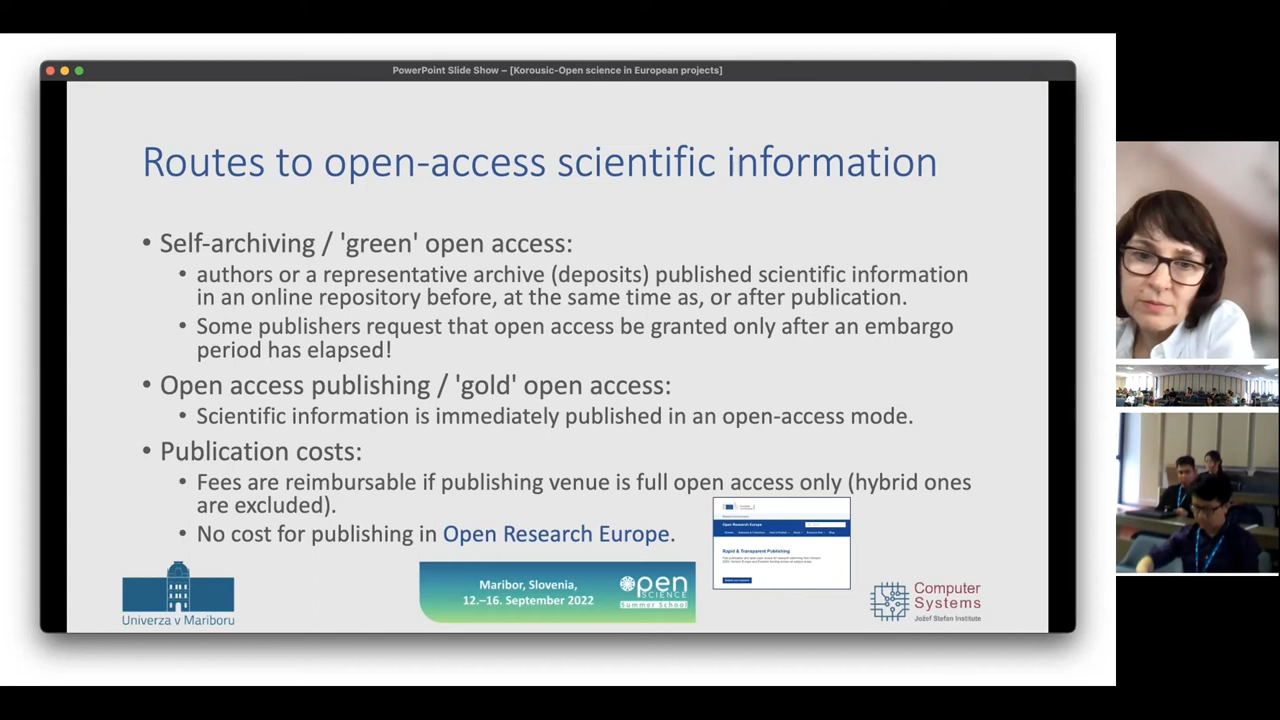 PowerPoint Slide Show – [Korousic-Open science in European projects]
Routes to open-access scientific information
• Self-archiving / 'green' open access:
• authors or a representative archive (deposits) published scientific information
in an online repository before, at the same time as, or after publication.
• Some publishers request that open access be granted only after an embargo
period has elapsed!
• Open access publishing / 'gold' open access:
• Scientific information is immediately published in an open-access mode.
• Publication costs:
• Fees are reimbursable if publishing venue is full open access only (hybrid ones
are excluded).
• No cost for publishing in Open Research Europe.
Open Research Europe
Rapid & Transparent Publishing
Univerza v Mariboru
Maribor, Slovenia,
12.–16. September 2022
open
SCIENCE
Summer School
Computer
Systems
Jožef Stefan Institute